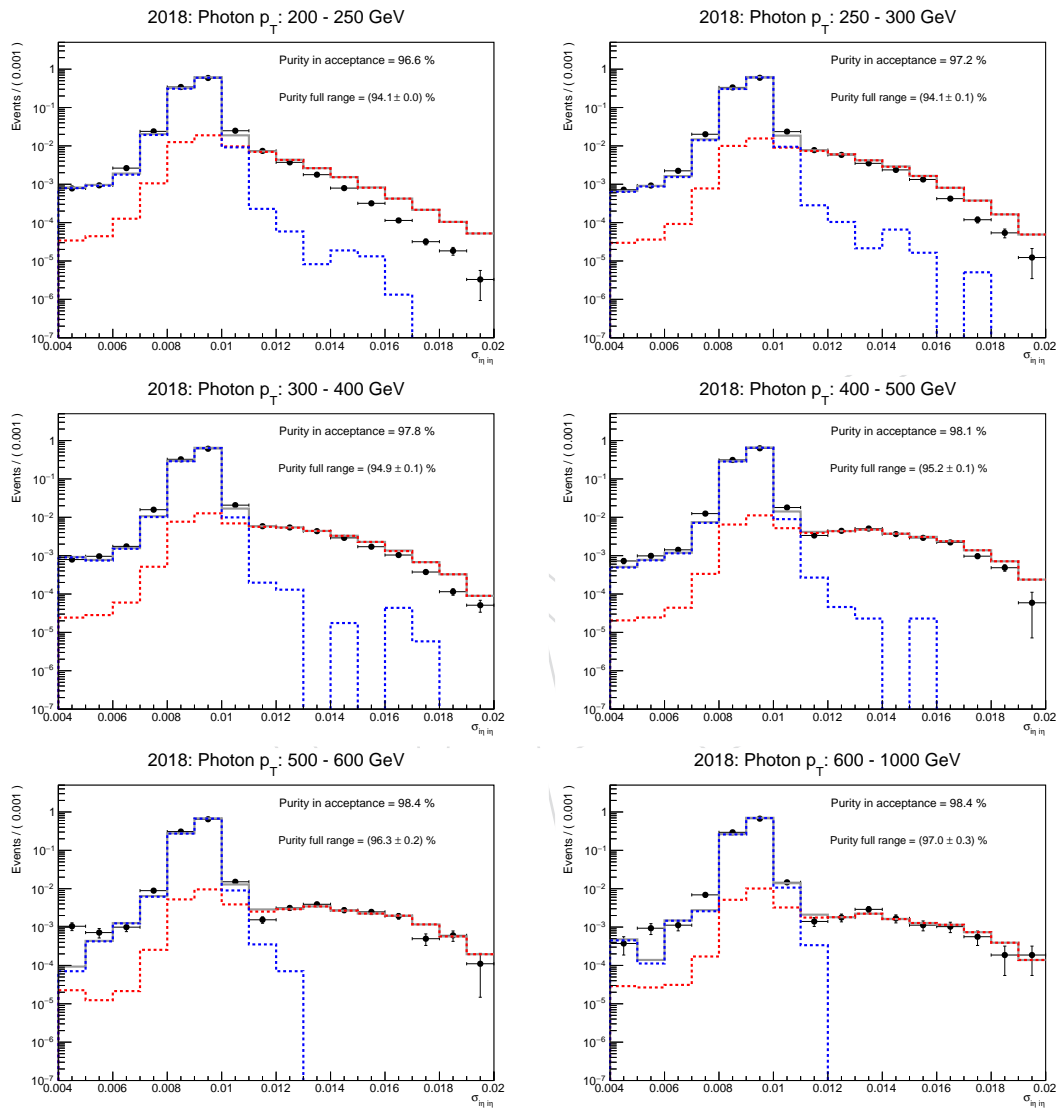 2018: Photon p_T: 200 - 250 GeV
Events / ( 0.001 )
Purity in acceptance = 96.6 %
Purity full range = (94.1± 0.0) %
1
10⁻¹
10⁻²
10⁻³
10⁻⁴
10⁻⁵
10⁻⁶
10⁻⁷
0.004 0.006 0.008 0.01 0.012 0.014 0.016 0.018 0.02
σ_iη iη
2018: Photon p_T: 250 - 300 GeV
Events / ( 0.001 )
Purity in acceptance = 97.2 %
Purity full range = (94.1± 0.1) %
1
10⁻¹
10⁻²
10⁻³
10⁻⁴
10⁻⁵
10⁻⁶
10⁻⁷
0.004 0.006 0.008 0.01 0.012 0.014 0.016 0.018 0.02
σ_iη iη
2018: Photon p_T: 300 - 400 GeV
Events / ( 0.001 )
Purity in acceptance = 97.8 %
Purity full range = (94.9 ± 0.1) %
1
10⁻¹
10⁻²
10⁻³
10⁻⁴
10⁻⁵
10⁻⁶
10⁻⁷
0.004 0.006 0.008 0.01 0.012 0.014 0.016 0.018 0.02
σ_iη iη
2018: Photon p_T: 400 - 500 GeV
Events / ( 0.001 )
Purity in acceptance = 98.1 %
Purity full range = (95.2 ± 0.1) %
1
10⁻¹
10⁻²
10⁻³
10⁻⁴
10⁻⁵
10⁻⁶
10⁻⁷
0.004 0.006 0.008 0.01 0.012 0.014 0.016 0.018 0.02
σ_iη iη
2018: Photon p_T: 500 - 600 GeV
Events / ( 0.001 )
Purity in acceptance = 98.4 %
Purity full range = (96.3 ± 0.2) %
1
10⁻¹
10⁻²
10⁻³
10⁻⁴
10⁻⁵
10⁻⁶
10⁻⁷
0.004 0.006 0.008 0.01 0.012 0.014 0.016 0.018 0.02
σ_iη iη
2018: Photon p_T: 600 - 1000 GeV
Events / ( 0.001 )
Purity in acceptance = 98.4 %
Purity full range = (97.0 ± 0.3) %
1
10⁻¹
10⁻²
10⁻³
10⁻⁴
10⁻⁵
10⁻⁶
10⁻⁷
0.004 0.006 0.008 0.01 0.012 0.014 0.016 0.018 0.02
σ_iη iη